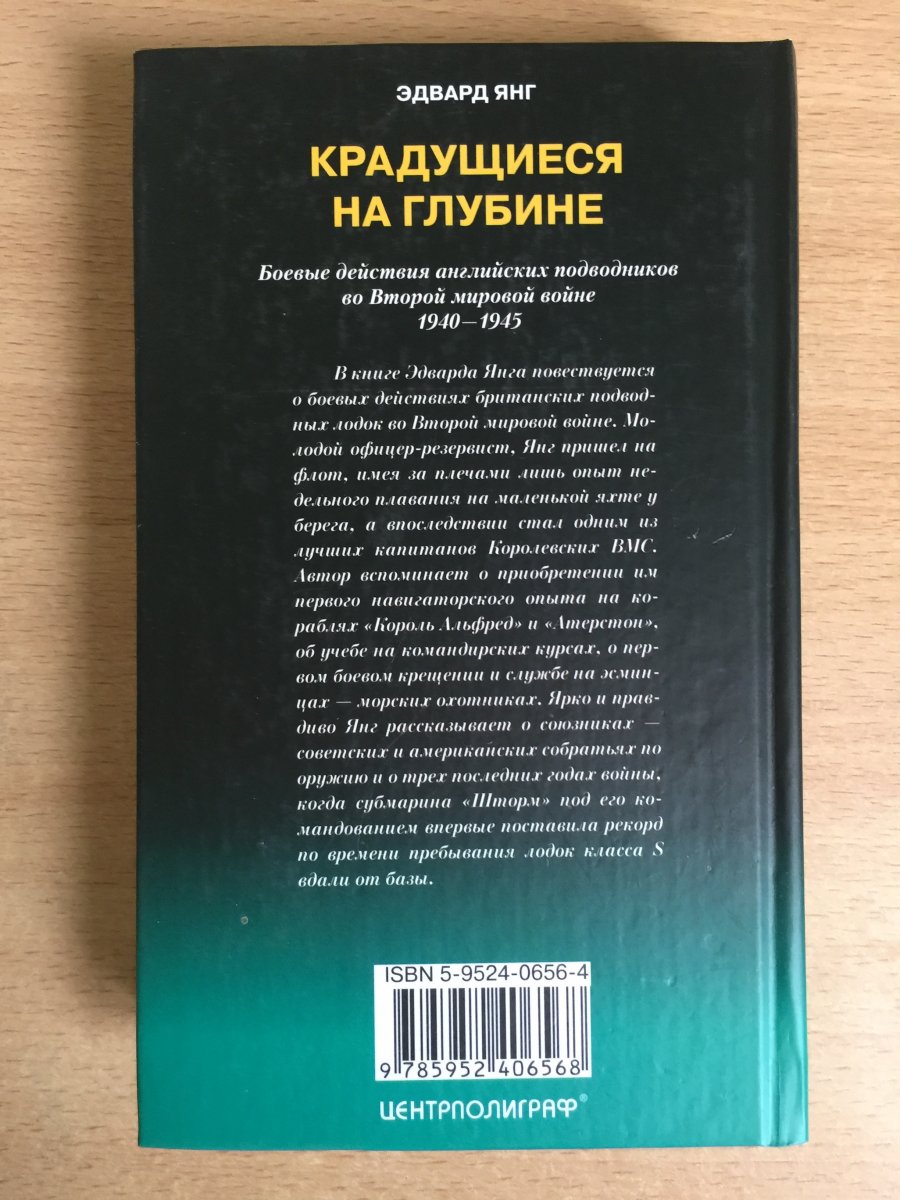 ЭДВАРД ЯНГ
КРАДУЩИЕСЯ
НА ГЛУБИНЕ
Боевые действия английских подводников
во Второй мировой войне
1940—1945
В книге Эдварда Янга повествуется
о боевых действиях британских подвод-
ных лодок во Второй мировой войне. Мо-
лодой офицер-резервист, Янг пришел на
флот, имея за плечами лишь опыт не-
дельного плавания на маленькой яхте у
берега, а впоследствии стал одним из
лучших капитанов Королевских ВМС.
Автор вспоминает о приобретении им
первого навигаторского опыта на ко-
раблях «Король Альфред» и «Атерстон»,
об учебе на командирских курсах, о пер-
вом боевом крещении и службе на эсмин-
цах — морских охотниках. Ярко и прав-
диво Янг рассказывает о союзниках —
советских и американских собратьях по
оружию и о трех последних годах войны,
когда субмарина «Шторм» под его ко-
мандованием впервые поставила рекорд
по времени пребывания лодок класса S
вдали от базы.
ISBN 5-9524-0656-4
9 785952 406568
ЦЕНТРПОЛИГРАФ®